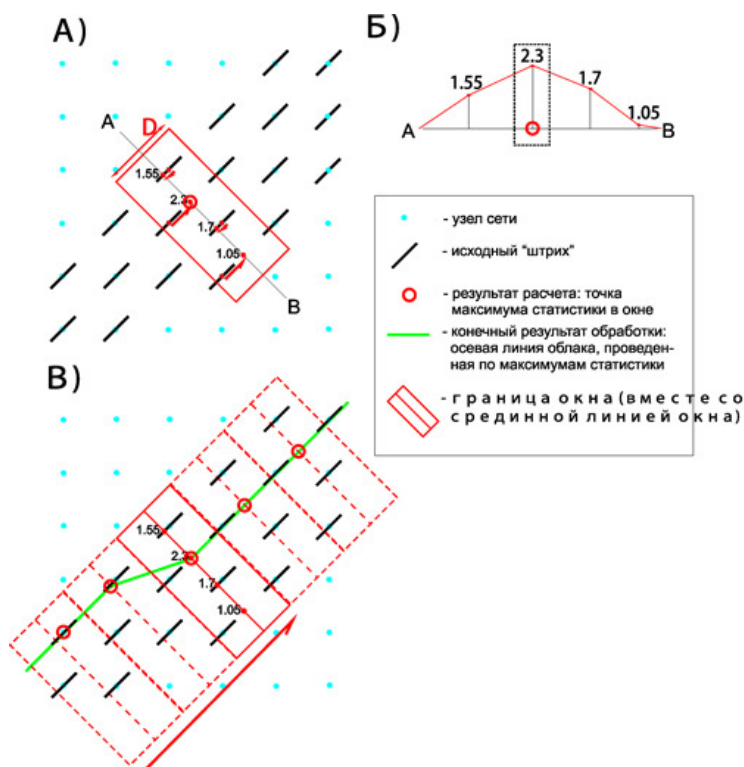 А)
A
D
1.55
2.3
1.7
1.05
B
Б)
2.3
1.55
1.7
1.05
A
B
- узел сети
- исходный “штрих”
- результат расчета: точка
максимума статистики в окне
- конечный результат обработки:
осевая линия облака, проведен-
ная по максимумам статистики
- граница окна (вместе со
срединной линией окна)
В)
1.55
2.3
1.7
1.05